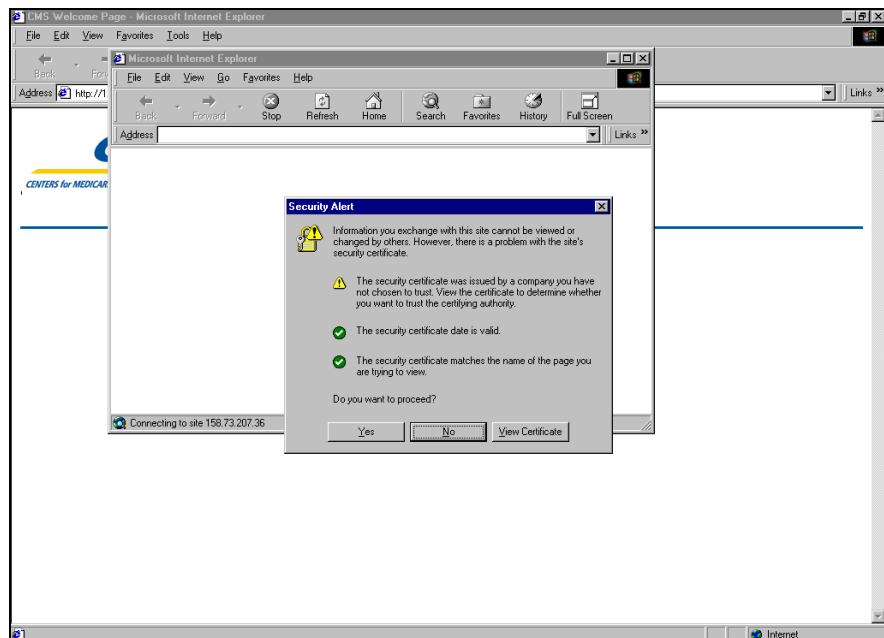 CMS Welcome Page - Microsoft Internet Explorer
File Edit View Favorites Tools Help
Back
Address http://1
Links »
CENTERS for MEDICAR
Microsoft Internet Explorer
File Edit View Go Favorites Help
Back Forward Stop Refresh Home Search Favorites History Full Screen
Address Links »
Security Alert
Information you exchange with this site cannot be viewed or
changed by others. However, there is a problem with the site's
security certificate.
The security certificate was issued by a company you have
not chosen to trust. View the certificate to determine whether
you want to trust the certifying authority.
The security certificate date is valid.
The security certificate matches the name of the page you
are trying to view.
Do you want to proceed?
Yes No View Certificate
Connecting to site 158.73.207.36
Internet